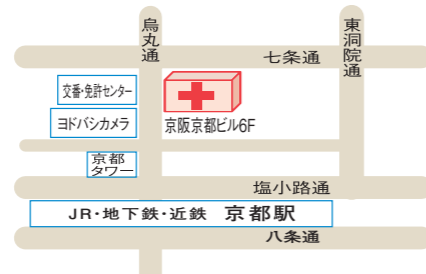 烏丸通
東洞院通
七条通
交番・免許センター
ヨドバシカメラ
京阪京都ビル6F
京都
タワー
塩小路通
JR・地下鉄・近鉄 京都駅
八条通